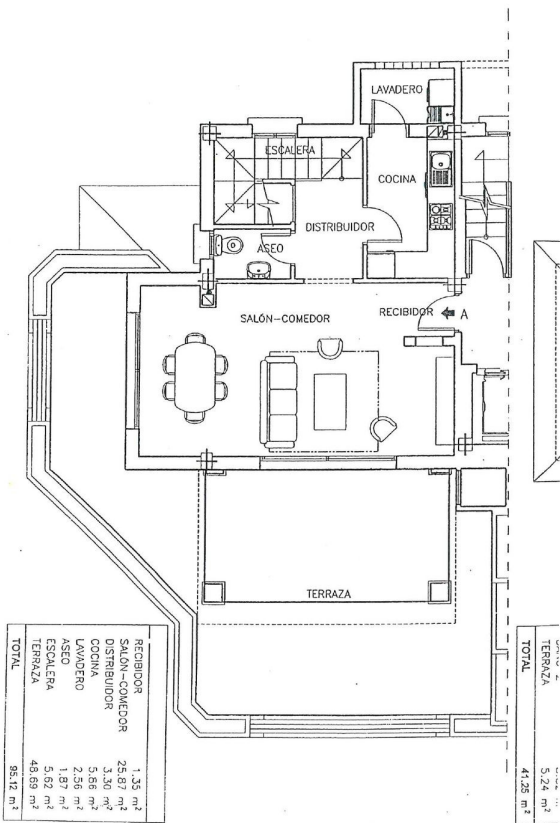 LAVADERO
ESCALERA
COCINA
DISTRIBUIDOR
ASEO
SALÓN-COMEDOR
RECIBIDOR
A
TERRAZA
RECIBIDOR 1.35 m²
SALÓN-COMEDOR 25.87 m²
DISTRIBUIDOR 3.30 m²
COCINA 5.86 m²
LAVADERO 2.56 m²
ASEO 1.87 m²
ESCALERA 5.62 m²
TERRAZA 48.69 m²
TOTAL 95.12 m²
TERRAZA 5.24 m²
TOTAL 41.25 m²